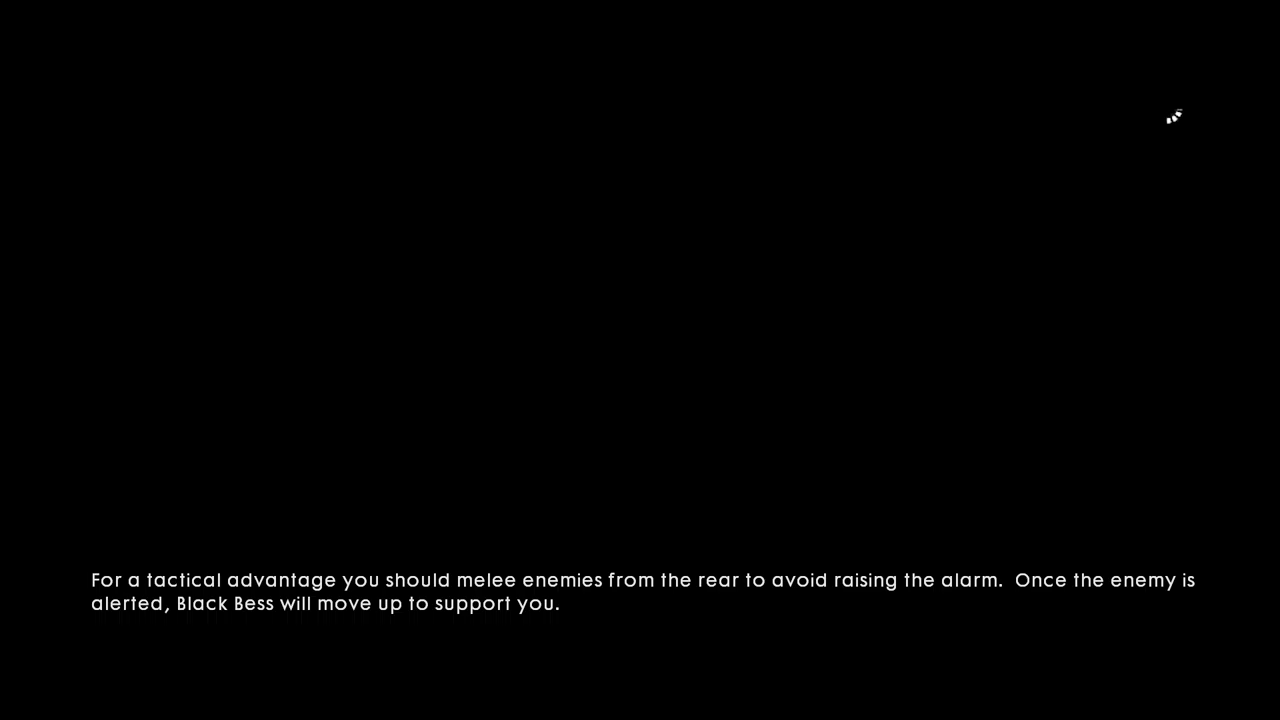 For a tactical advantage you should melee enemies from the rear to avoid raising the alarm.  Once the enemy is
alerted, Black Bess will move up to support you.